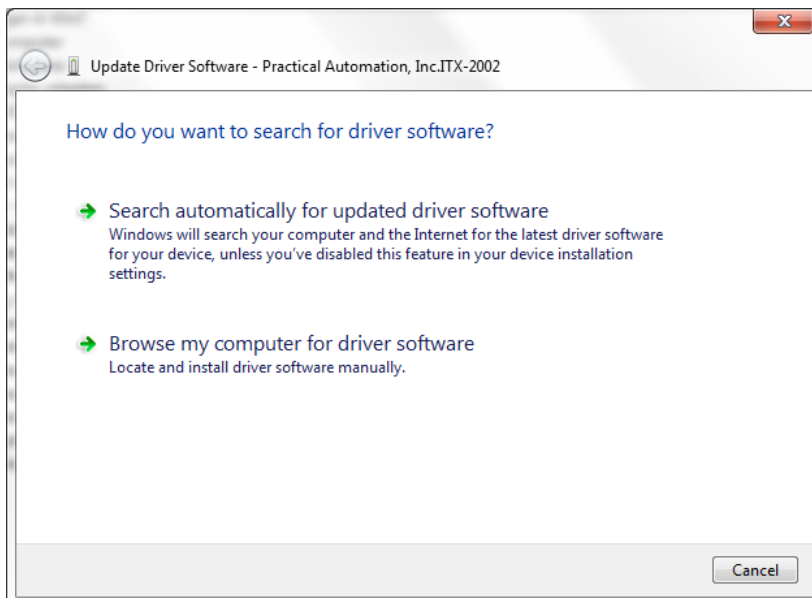 Update Driver Software - Practical Automation, Inc.ITX-2002
How do you want to search for driver software?
Search automatically for updated driver software
Windows will search your computer and the Internet for the latest driver software
for your device, unless you've disabled this feature in your device installation
settings.
Browse my computer for driver software
Locate and install driver software manually.
Cancel